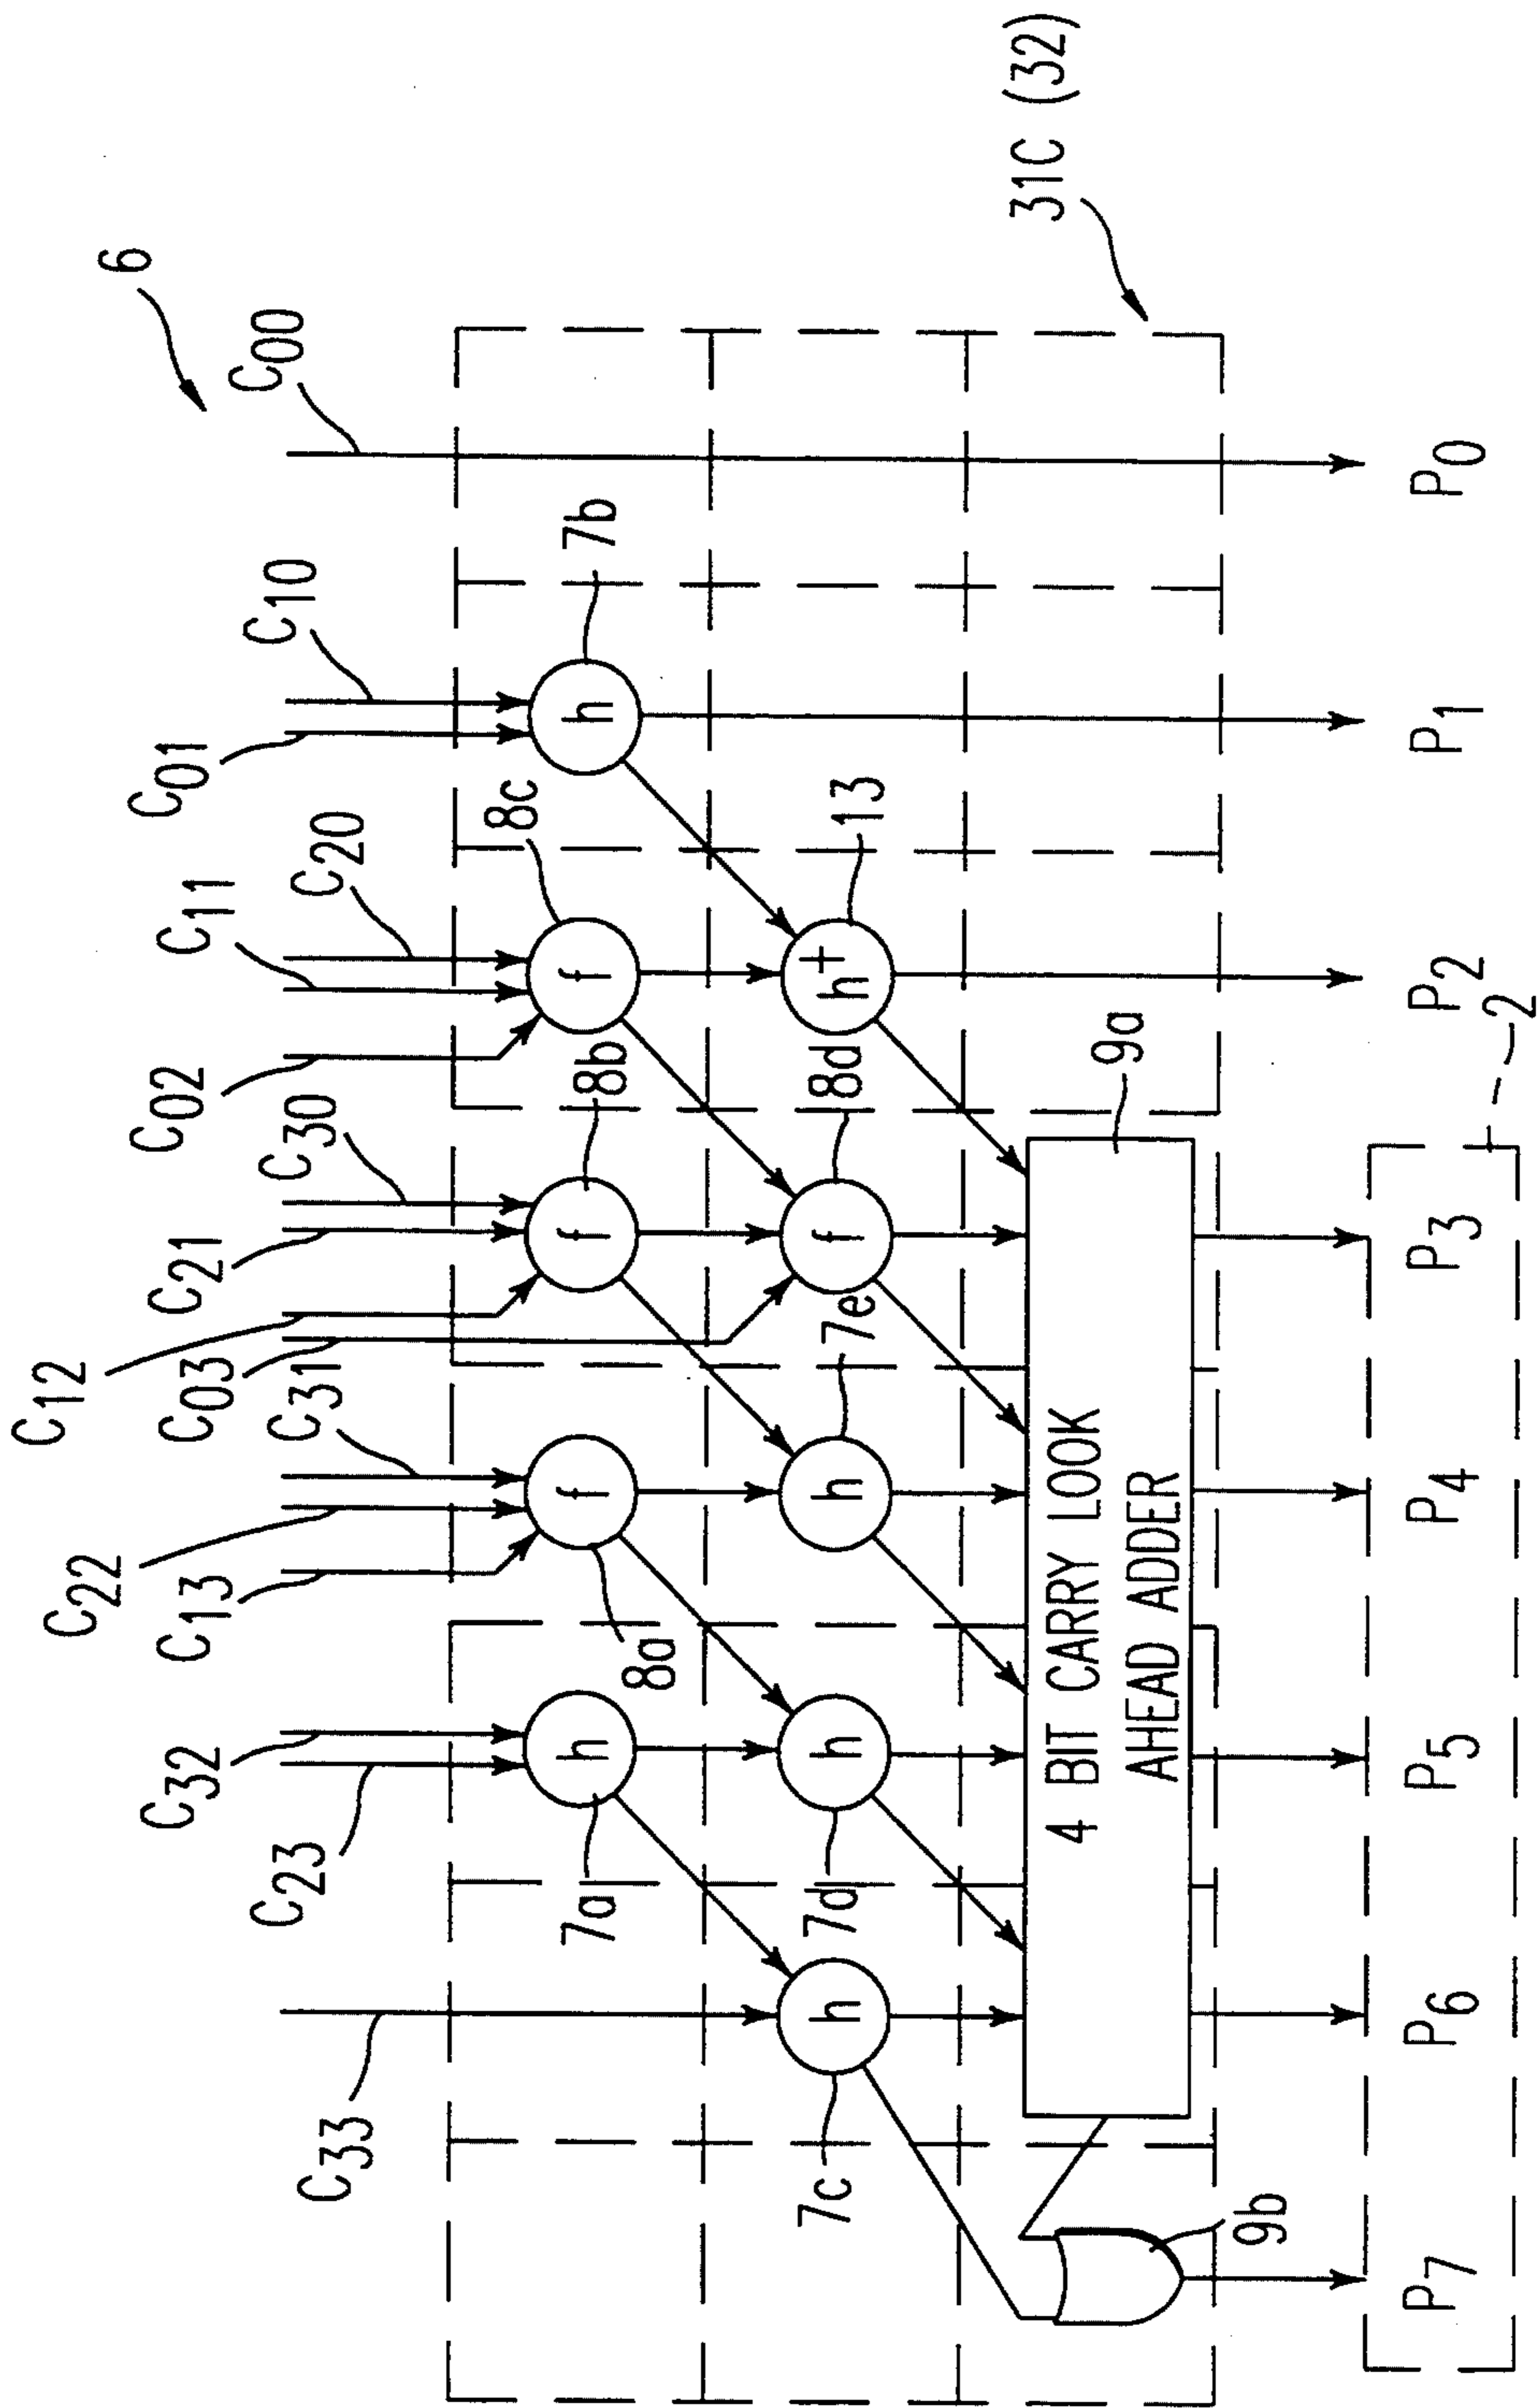 6
C33
C23
C32
C13
C22
C31
C03
C12
C21
C30
C02
C11
C20
C01
C10
C00
7a
8a
8b
8c
7b
h
f
f
f
h
7c
7d
7e
8d
13
h
h
h
f
h+
31C (32)
4 BIT CARRY LOOK
AHEAD ADDER
9a
9b
P7
P6
P5
P4
P3
P2
P1
P0
2